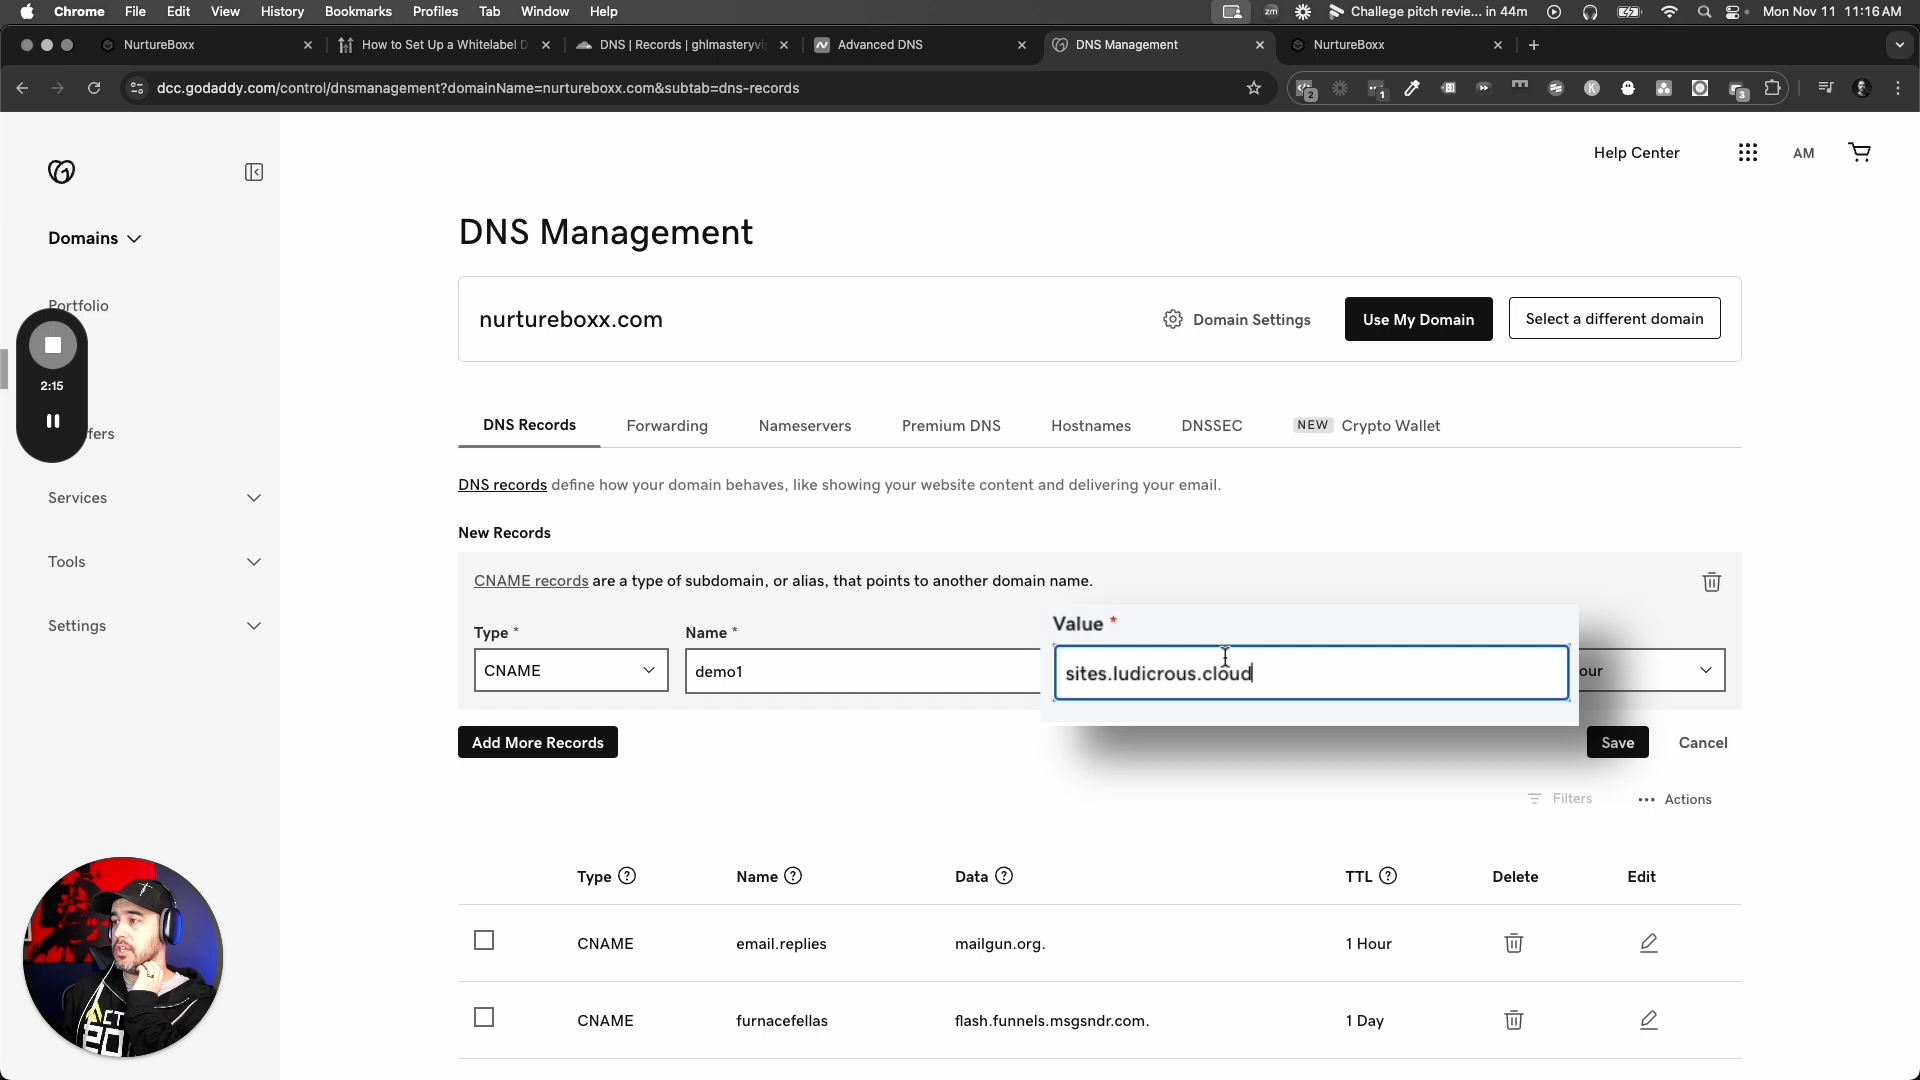 Chrome File Edit View History Bookmarks Profiles Tab Window Help
zm Challege pitch revie... in 44m Mon Nov 11 11:16 AM
NurtureBoxx
How to Set Up a Whitelabel D
DNS | Records | ghlmasteryvi
Advanced DNS
DNS Management
NurtureBoxx
dcc.godaddy.com/control/dnsmanagement?domainName=nurtureboxx.com&subtab=dns-records
2
1
K
3
Help Center
AM
Domains
Portfolio
2:15
fers
Services
Tools
Settings
DNS Management
nurtureboxx.com
Domain Settings
Use My Domain
Select a different domain
DNS Records Forwarding Nameservers Premium DNS Hostnames DNSSEC NEW Crypto Wallet
DNS records define how your domain behaves, like showing your website content and delivering your email.
New Records
CNAME records are a type of subdomain, or alias, that points to another domain name.
Type * Name * Value *
CNAME demo1 sites.ludicrous.cloud our
Add More Records Save Cancel
Filters ... Actions
Type ? Name ? Data ? TTL ? Delete Edit
CNAME email.replies mailgun.org. 1 Hour
CNAME furnacefellas flash.funnels.msgsndr.com. 1 Day